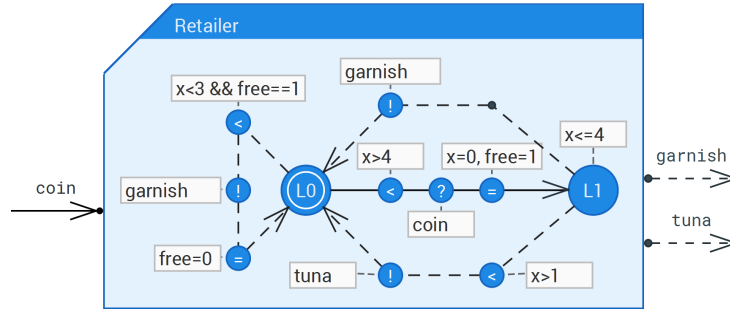 Retailer
garnish
x<3 && free==1
!
x<=4
<
x>4
x=0, free=1
garnish
coin
garnish
!
L0
<
?
=
L1
coin
tuna
free=0
=
tuna
!
<
x>1